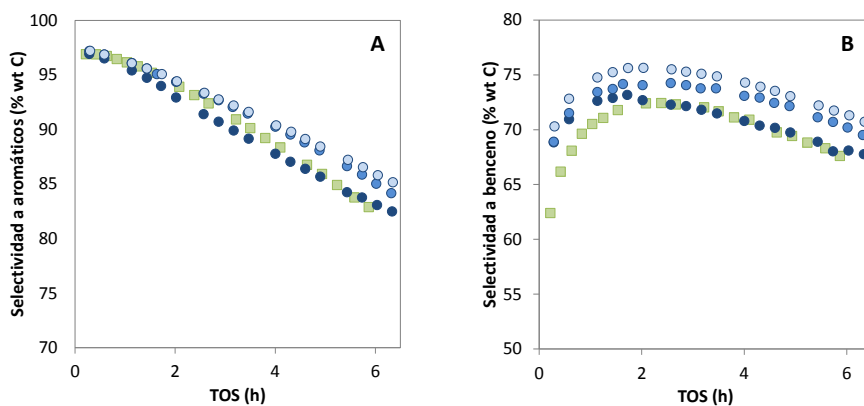 A
Selectividad a aromáticos (% wt C)
100
95
90
85
80
75
70
0 2 4 6
TOS (h)
B
Selectividad a benceno (% wt C)
80
75
70
65
60
55
50
0 2 4 6
TOS (h)